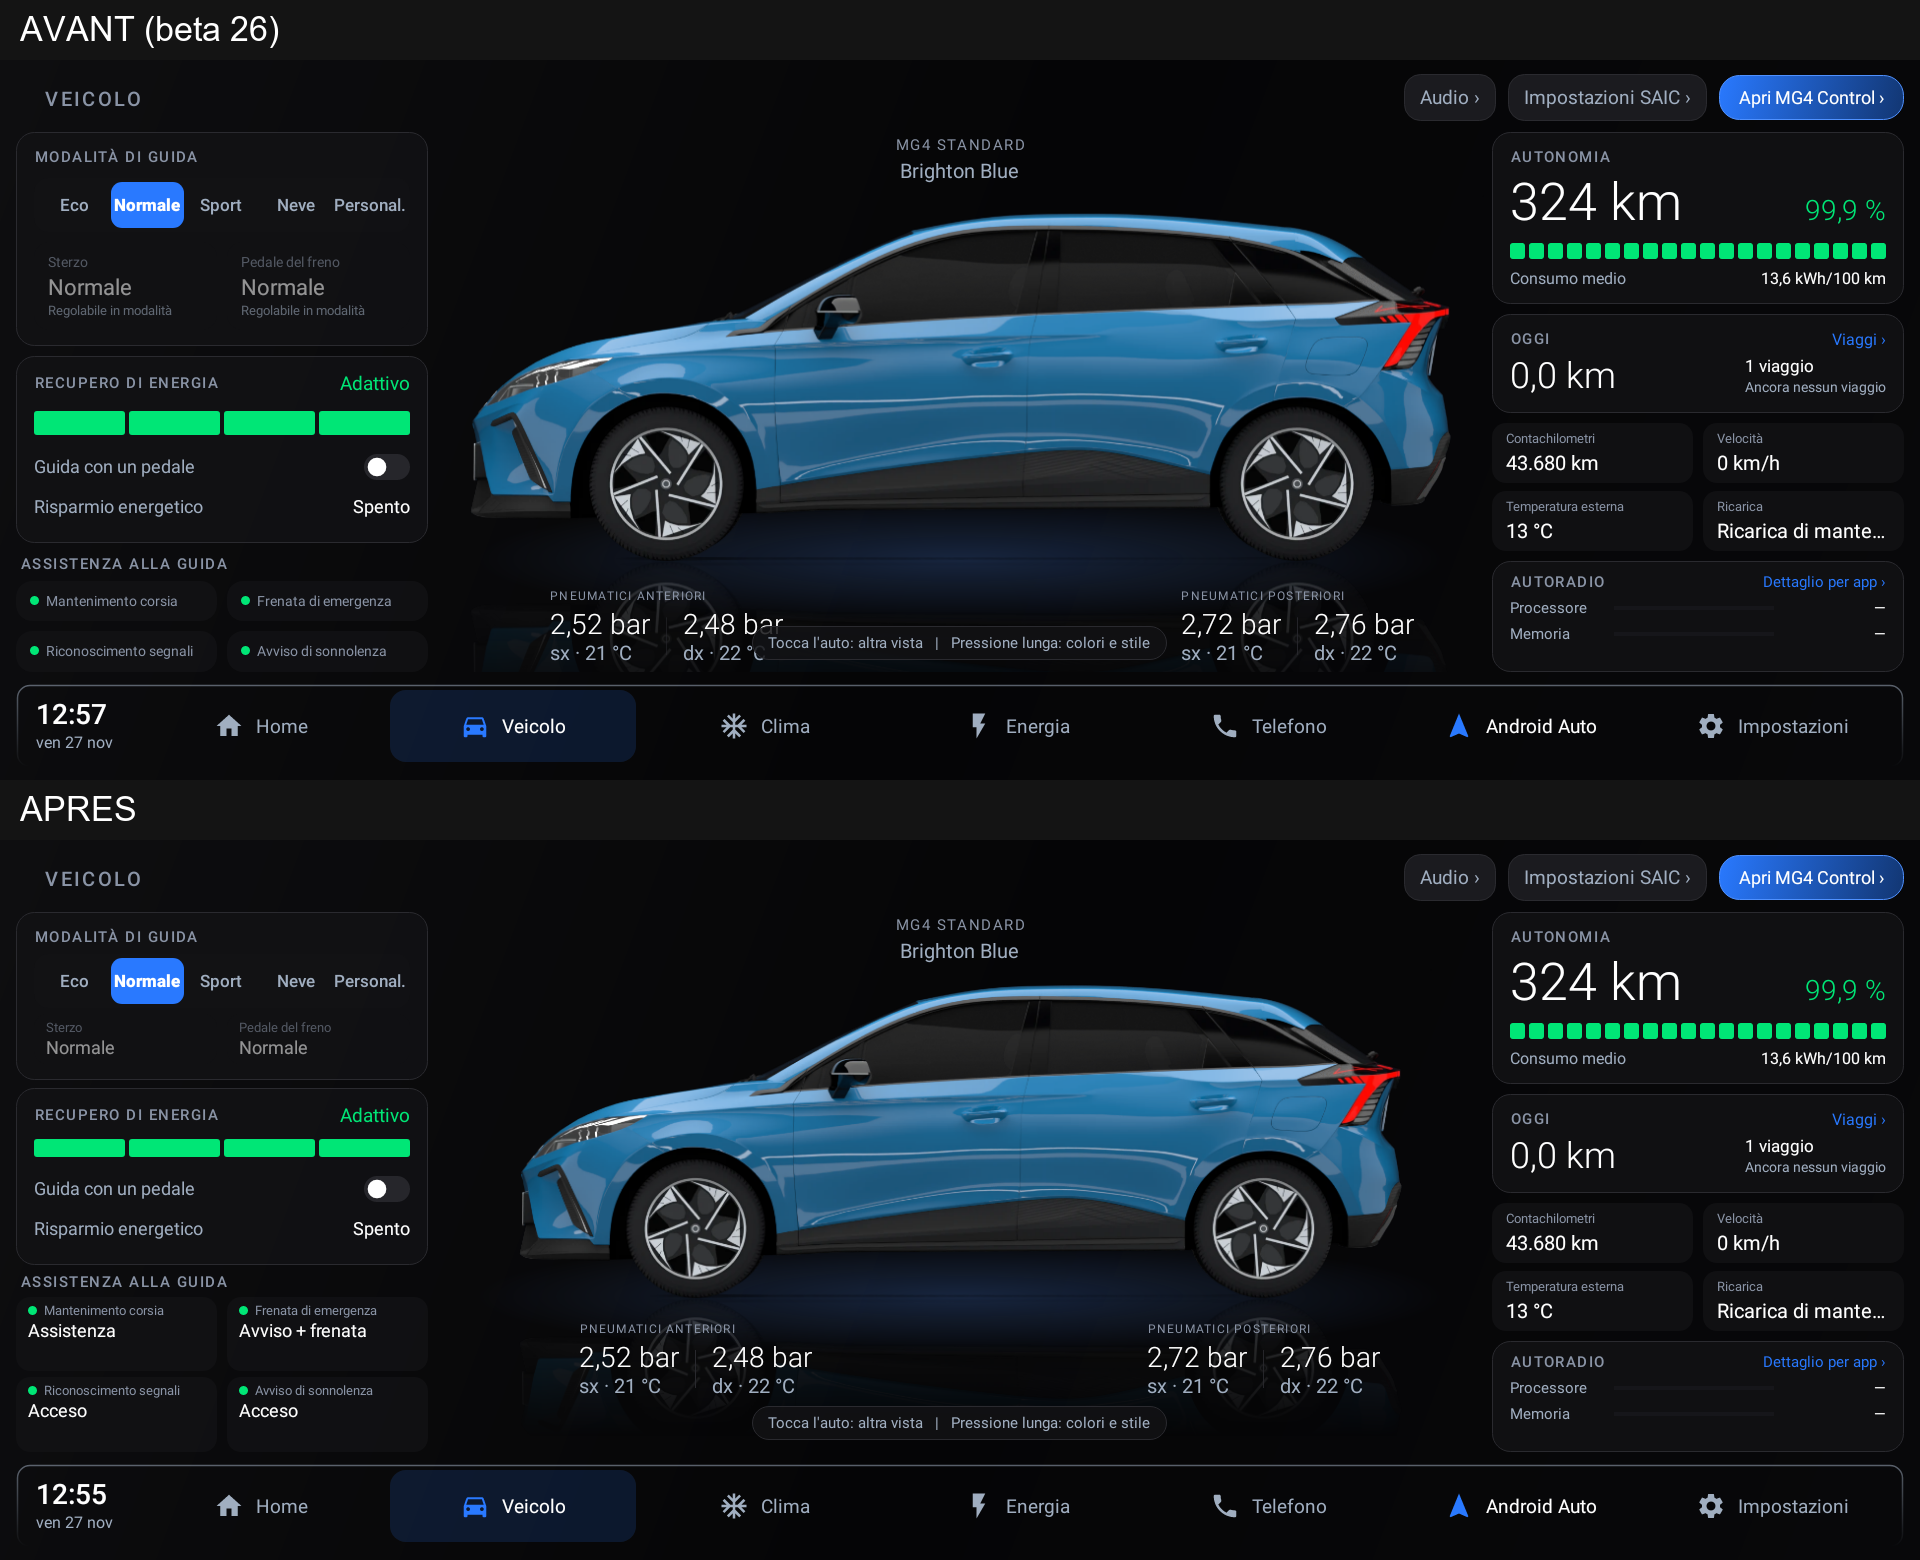 AVANT (beta 26)
VEICOLO
Audio ›
Impostazioni SAIC ›
Apri MG4 Control ›
MODALITÀ DI GUIDA
Eco
Normale
Sport
Neve
Personal.
Sterzo
Normale
Regolabile in modalità
Pedale del freno
Normale
Regolabile in modalità
RECUPERO DI ENERGIA
Adattivo
Guida con un pedale
Risparmio energetico
Spento
ASSISTENZA ALLA GUIDA
Mantenimento corsia
Frenata di emergenza
Riconoscimento segnali
Avviso di sonnolenza
MG4 STANDARD
Brighton Blue
PNEUMATICI ANTERIORI
2,52 bar
sx · 21 °C
2,48 bar
dx · 22 °C
Tocca l'auto: altra vista | Pressione lunga: colori e stile
PNEUMATICI POSTERIORI
2,72 bar
sx · 21 °C
2,76 bar
dx · 22 °C
AUTONOMIA
324 km
99,9 %
Consumo medio
13,6 kWh/100 km
OGGI
Viaggi ›
0,0 km
1 viaggio
Ancora nessun viaggio
Contachilometri
43.680 km
Velocità
0 km/h
Temperatura esterna
13 °C
Ricarica
Ricarica di mante...
AUTORADIO
Dettaglio per app ›
Processore
–
Memoria
–
12:57
ven 27 nov
Home
Veicolo
Clima
Energia
Telefono
Android Auto
Impostazioni
APRES
VEICOLO
Audio ›
Impostazioni SAIC ›
Apri MG4 Control ›
MODALITÀ DI GUIDA
Eco
Normale
Sport
Neve
Personal.
Sterzo
Normale
Pedale del freno
Normale
RECUPERO DI ENERGIA
Adattivo
Guida con un pedale
Risparmio energetico
Spento
ASSISTENZA ALLA GUIDA
Mantenimento corsia
Assistenza
Frenata di emergenza
Avviso + frenata
Riconoscimento segnali
Acceso
Avviso di sonnolenza
Acceso
MG4 STANDARD
Brighton Blue
PNEUMATICI ANTERIORI
2,52 bar
sx · 21 °C
2,48 bar
dx · 22 °C
PNEUMATICI POSTERIORI
2,72 bar
sx · 21 °C
2,76 bar
dx · 22 °C
Tocca l'auto: altra vista | Pressione lunga: colori e stile
AUTONOMIA
324 km
99,9 %
Consumo medio
13,6 kWh/100 km
OGGI
Viaggi ›
0,0 km
1 viaggio
Ancora nessun viaggio
Contachilometri
43.680 km
Velocità
0 km/h
Temperatura esterna
13 °C
Ricarica
Ricarica di mante...
AUTORADIO
Dettaglio per app ›
Processore
–
Memoria
–
12:55
ven 27 nov
Home
Veicolo
Clima
Energia
Telefono
Android Auto
Impostazioni